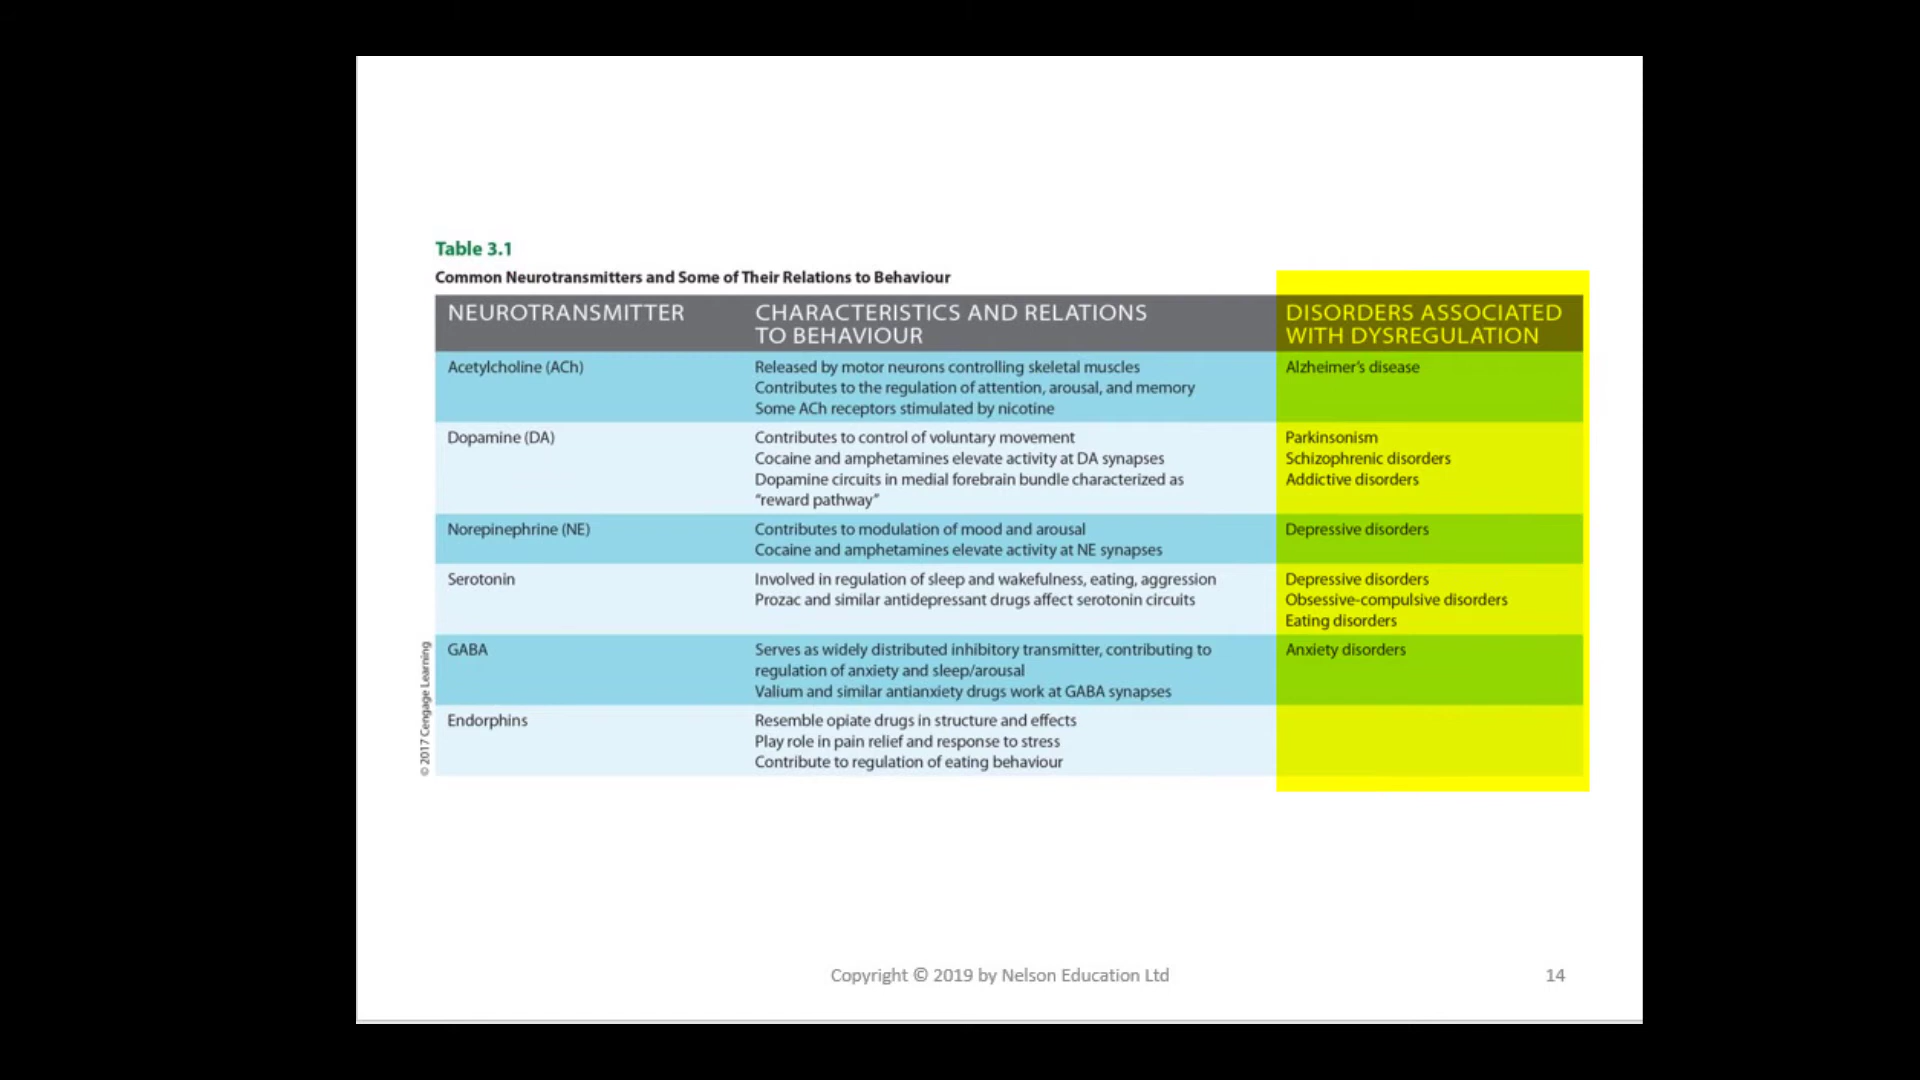 Table 3.1
Common Neurotransmitters and Some of Their Relations to Behaviour
NEUROTRANSMITTER
CHARACTERISTICS AND RELATIONS
TO BEHAVIOUR
DISORDERS ASSOCIATED
WITH DYSREGULATION
Acetylcholine (ACh)
Released by motor neurons controlling skeletal muscles
Contributes to the regulation of attention, arousal, and memory
Some ACh receptors stimulated by nicotine
Alzheimer's disease
Dopamine (DA)
Contributes to control of voluntary movement
Cocaine and amphetamines elevate activity at DA synapses
Dopamine circuits in medial forebrain bundle characterized as
"reward pathway"
Parkinsonism
Schizophrenic disorders
Addictive disorders
Norepinephrine (NE)
Contributes to modulation of mood and arousal
Cocaine and amphetamines elevate activity at NE synapses
Depressive disorders
Serotonin
Involved in regulation of sleep and wakefulness, eating, aggression
Prozac and similar antidepressant drugs affect serotonin circuits
Depressive disorders
Obsessive-compulsive disorders
Eating disorders
GABA
Serves as widely distributed inhibitory transmitter, contributing to
regulation of anxiety and sleep/arousal
Valium and similar antianxiety drugs work at GABA synapses
Anxiety disorders
Endorphins
Resemble opiate drugs in structure and effects
Play role in pain relief and response to stress
Contribute to regulation of eating behaviour
© 2017 Cengage Learning
Copyright © 2019 by Nelson Education Ltd
14